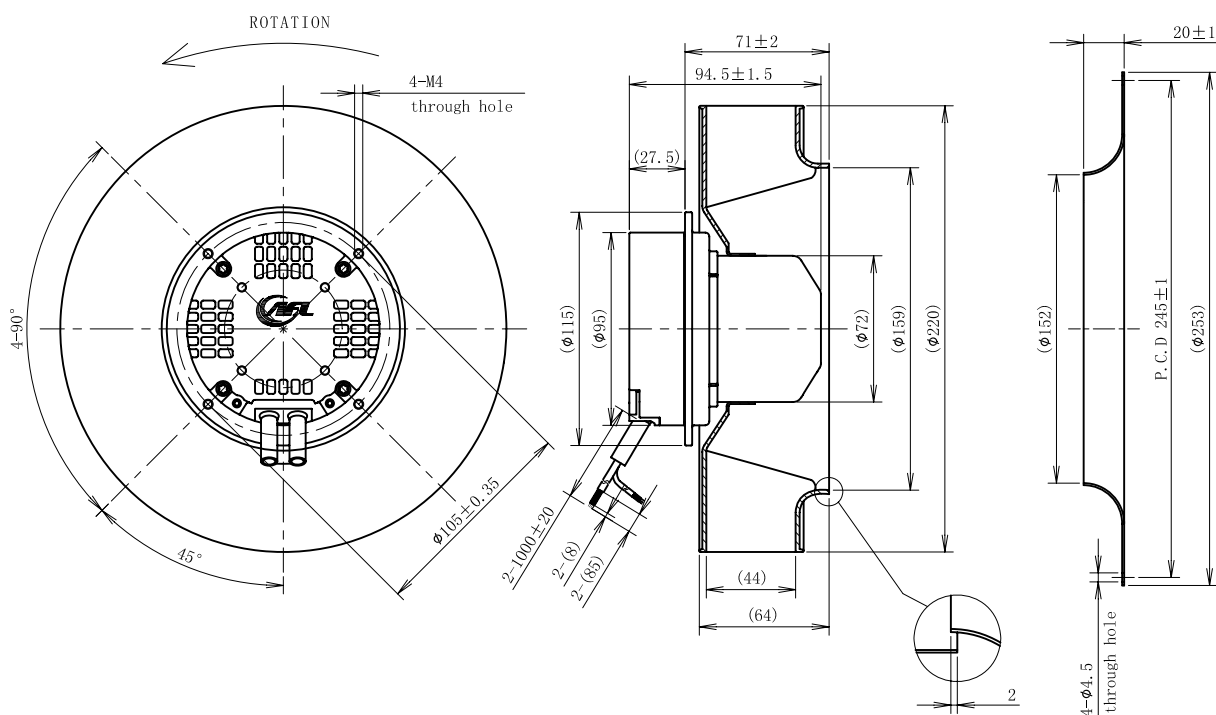 ROTATION
4-M4
through hole
4-90°
45°
ϕ105±0.35
71±2
94.5±1.5
(27.5)
(ϕ115)
(ϕ95)
(ϕ72)
(ϕ159)
(ϕ220)
2-1000±20
2-(8)
2-(85)
(44)
(64)
2
20±1
(ϕ152)
P.C.D 245±1
(ϕ253)
4-ϕ4.5
through hole